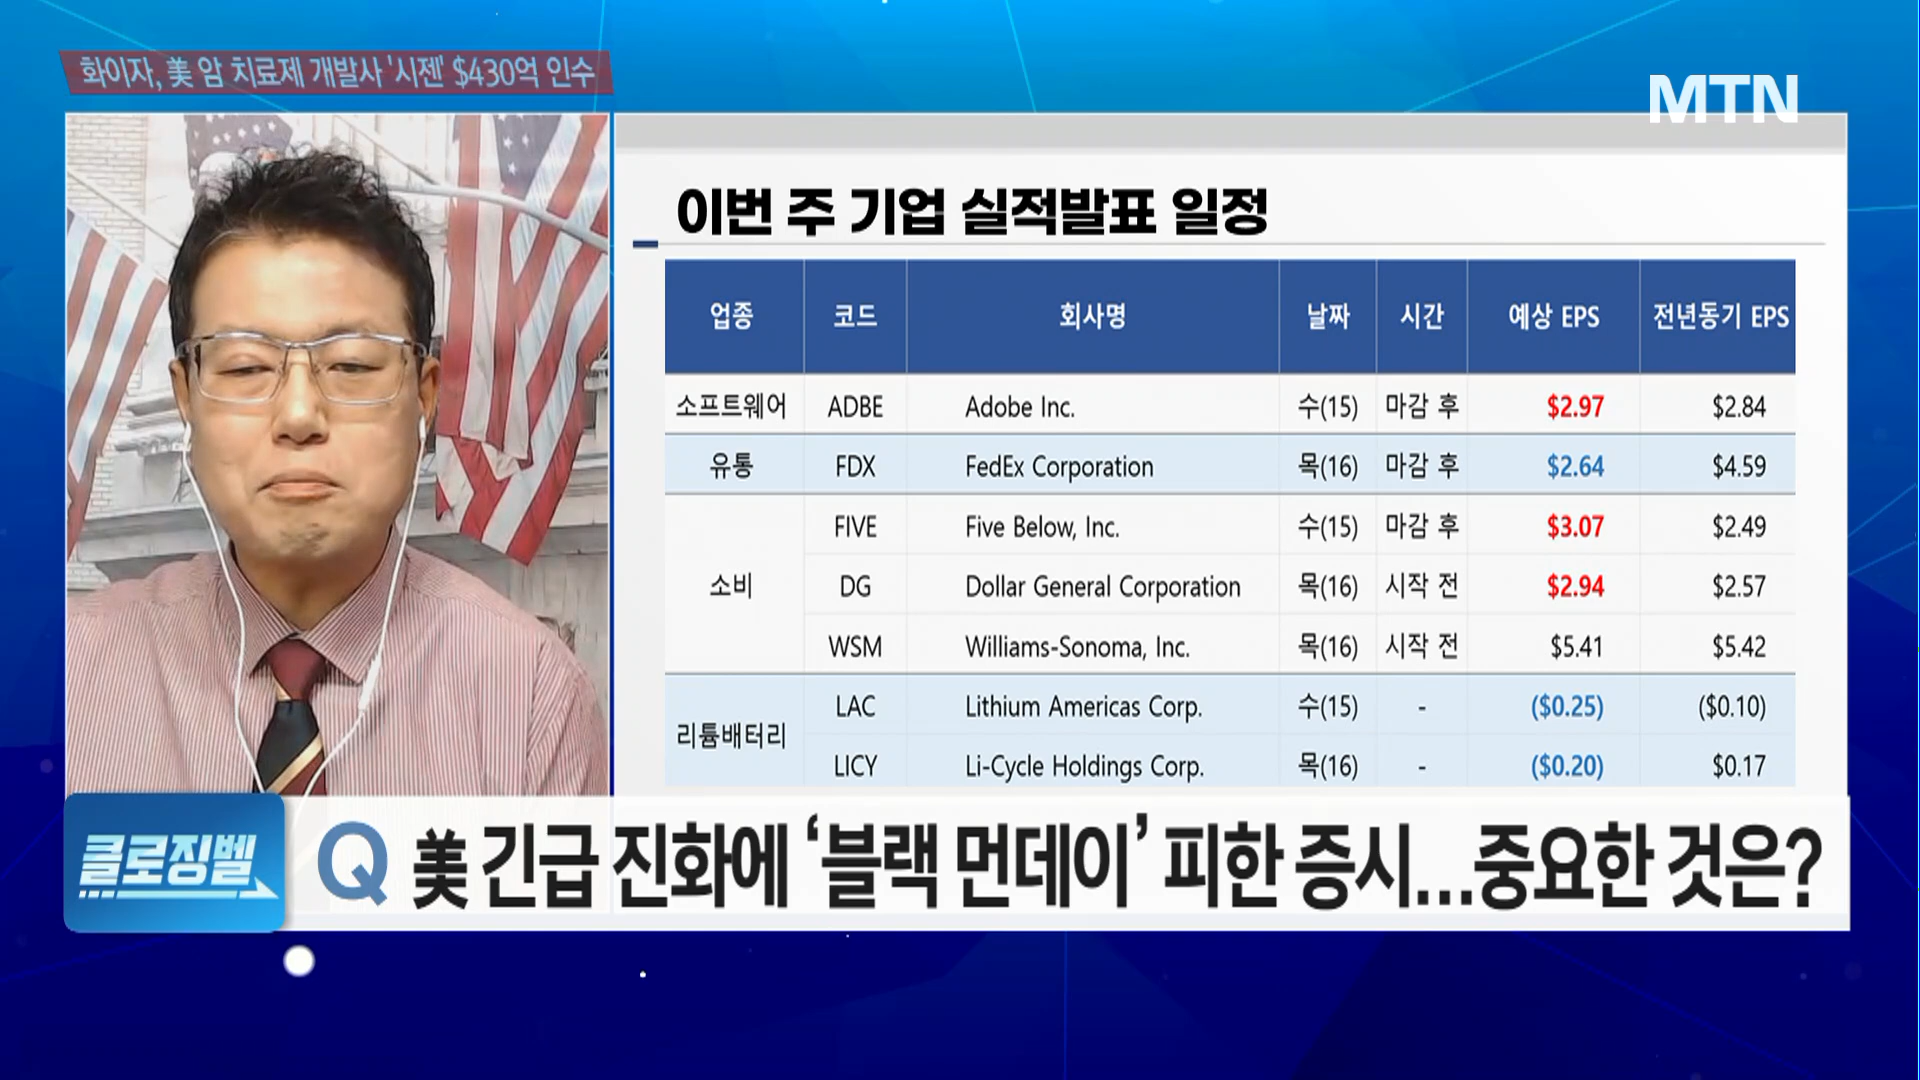 화이자, 美 암 치료제 개발사 '시젠' $430억 인수
MTN
이번 주 기업 실적발표 일정
업종 코드 회사명 날짜 시간 예상 EPS 전년동기 EPS
소프트웨어 ADBE Adobe Inc. 수(15) 마감 후 $2.97 $2.84
유통 FDX FedEx Corporation 목(16) 마감 후 $2.64 $4.59
소비 FIVE Five Below, Inc. 수(15) 마감 후 $3.07 $2.49
DG Dollar General Corporation 목(16) 시작 전 $2.94 $2.57
WSM Williams-Sonoma, Inc. 목(16) 시작 전 $5.41 $5.42
리튬배터리 LAC Lithium Americas Corp. 수(15) - ($0.25) ($0.10)
LICY Li-Cycle Holdings Corp. 목(16) - ($0.20) $0.17
클로징벨
Q 美 긴급 진화에 ‘블랙 먼데이’ 피한 증시...중요한 것은?